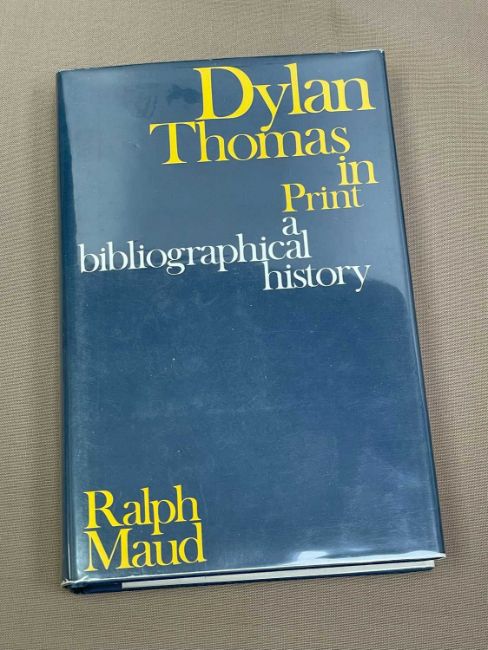 Dylan
Thomas
in
Print
a
bibliographical
history
Ralph
Maud